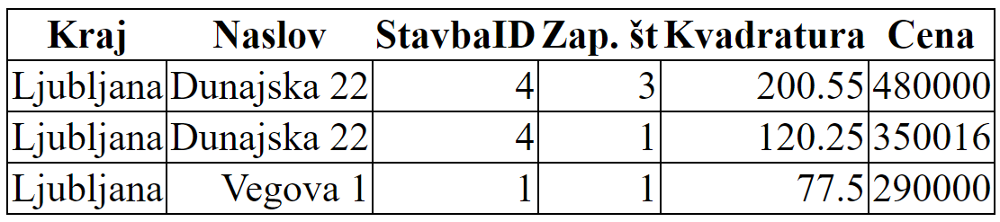 Kraj Naslov StavbaID Zap. št Kvadratura Cena
Ljubljana Dunajska 22 4 3 200.55 480000
Ljubljana Dunajska 22 4 1 120.25 350016
Ljubljana Vegova 1 1 1 77.5 290000